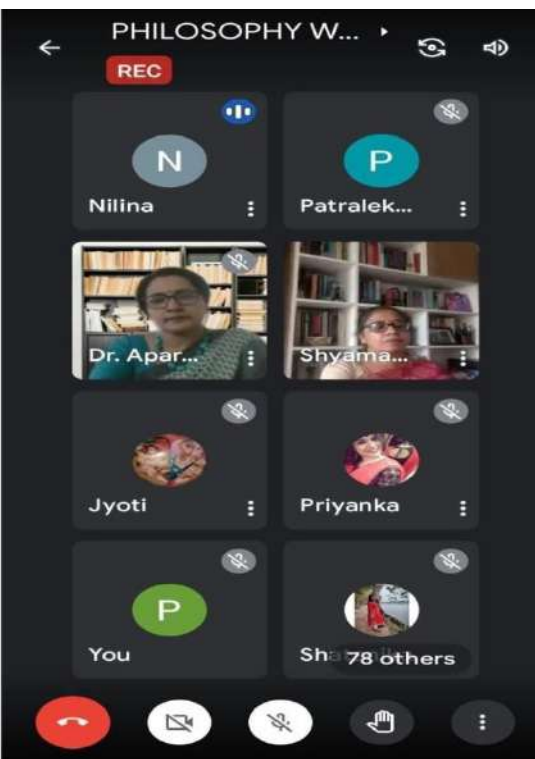 PHILOSOPHY W...
REC
N
P
Nilina
Patralek...
Dr. Apar...
Shyama...
Jyoti
Priyanka
P
You
78 others